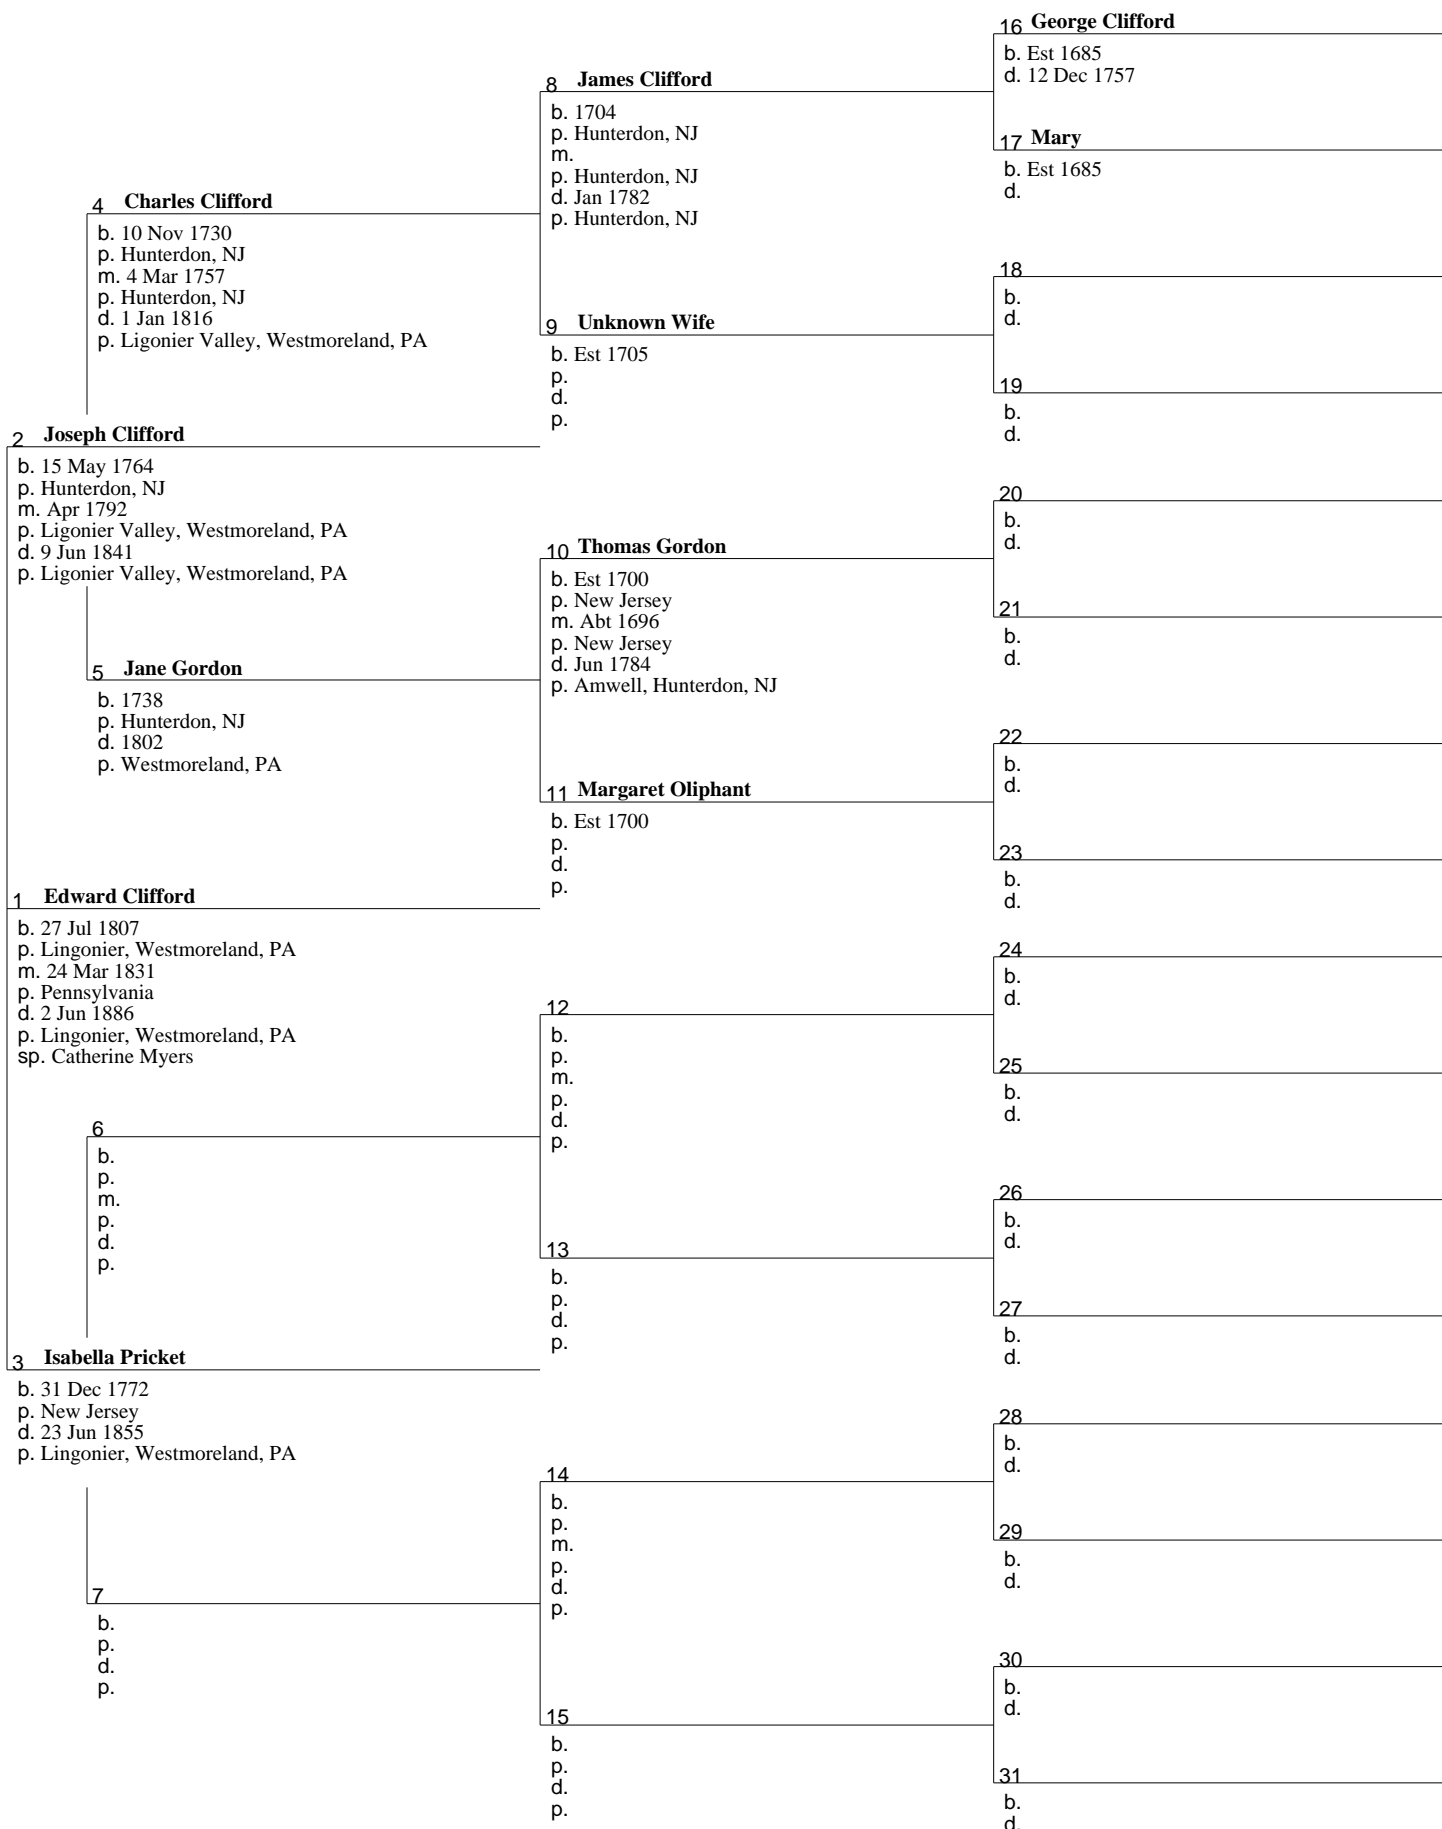 16 George Clifford
b. Est 1685
d. 12 Dec 1757
8 James Clifford
b. 1704
p. Hunterdon, NJ
m.
p. Hunterdon, NJ
d. Jan 1782
p. Hunterdon, NJ
17 Mary
b. Est 1685
d.
4 Charles Clifford
b. 10 Nov 1730
p. Hunterdon, NJ
m. 4 Mar 1757
p. Hunterdon, NJ
d. 1 Jan 1816
p. Ligonier Valley, Westmoreland, PA
18
b.
d.
9 Unknown Wife
b. Est 1705
p.
d.
p.
19
b.
d.
2 Joseph Clifford
b. 15 May 1764
p. Hunterdon, NJ
m. Apr 1792
p. Ligonier Valley, Westmoreland, PA
d. 9 Jun 1841
p. Ligonier Valley, Westmoreland, PA
20
b.
d.
10 Thomas Gordon
b. Est 1700
p. New Jersey
m. Abt 1696
p. New Jersey
d. Jun 1784
p. Amwell, Hunterdon, NJ
21
b.
d.
5 Jane Gordon
b. 1738
p. Hunterdon, NJ
d. 1802
p. Westmoreland, PA
22
b.
d.
11 Margaret Oliphant
b. Est 1700
p.
d.
p.
23
b.
d.
1 Edward Clifford
b. 27 Jul 1807
p. Lingonier, Westmoreland, PA
m. 24 Mar 1831
p. Pennsylvania
d. 2 Jun 1886
p. Lingonier, Westmoreland, PA
sp. Catherine Myers
24
b.
d.
12
b.
p.
m.
p.
d.
p.
25
b.
d.
6
b.
p.
m.
p.
d.
p.
26
b.
d.
13
b.
p.
d.
p.
27
b.
d.
3 Isabella Pricket
b. 31 Dec 1772
p. New Jersey
d. 23 Jun 1855
p. Lingonier, Westmoreland, PA
28
b.
d.
14
b.
p.
m.
p.
d.
p.
29
b.
d.
7
b.
p.
d.
p.
30
b.
d.
15
b.
p.
d.
p.
31
b.
d.